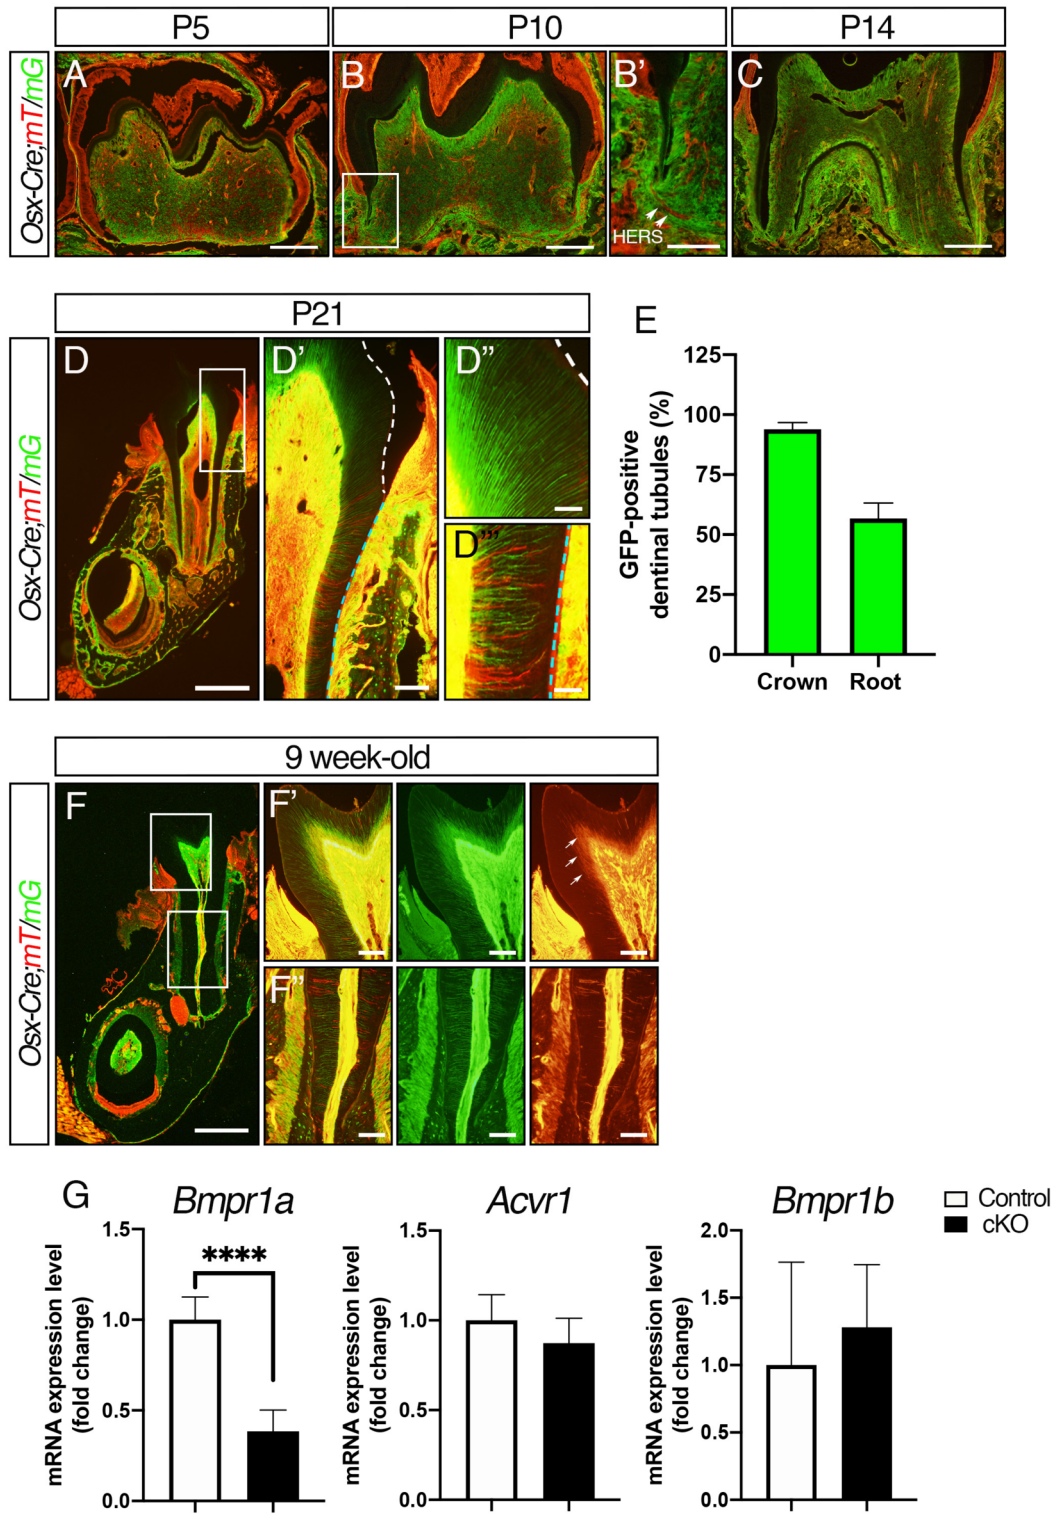 P5
P10
P14
Osx-Cre;mT/mG
A
B
B’
HERS
C
P21
Osx-Cre;mT/mG
D
D’
D”
D”’
E
GFP-positive
dentinal tubules (%)
125
100
75
50
25
0
Crown
Root
9 week-old
Osx-Cre;mT/mG
F
F’
F”
G
Bmpr1a
mRNA expression level
(fold change)
1.5
1.0
0.5
0.0
****
Acvr1
mRNA expression level
(fold change)
1.5
1.0
0.5
0.0
Bmpr1b
mRNA expression level
(fold change)
2.0
1.5
1.0
0.5
0.0
Control
cKO